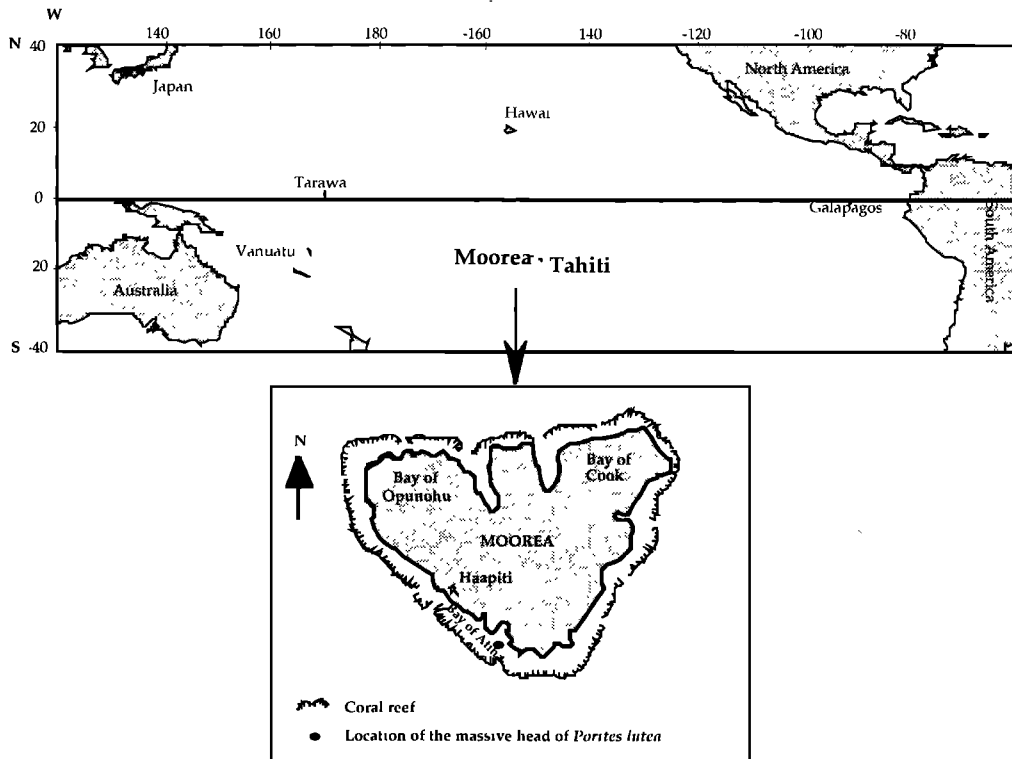 W
140 160 180 -160 140 -100 -80
N 40
North America
Japan
Hawai
20
Tarawa
0
Galapagos
South America
Vanuatu
Moorea - Tahiti
20
Australia
S -40
N
Bay of
Opunohu
Bay of
Cook
MOOREA
Haapiti
Bay of
Coral reef
Location of the massive head of Porites lutea